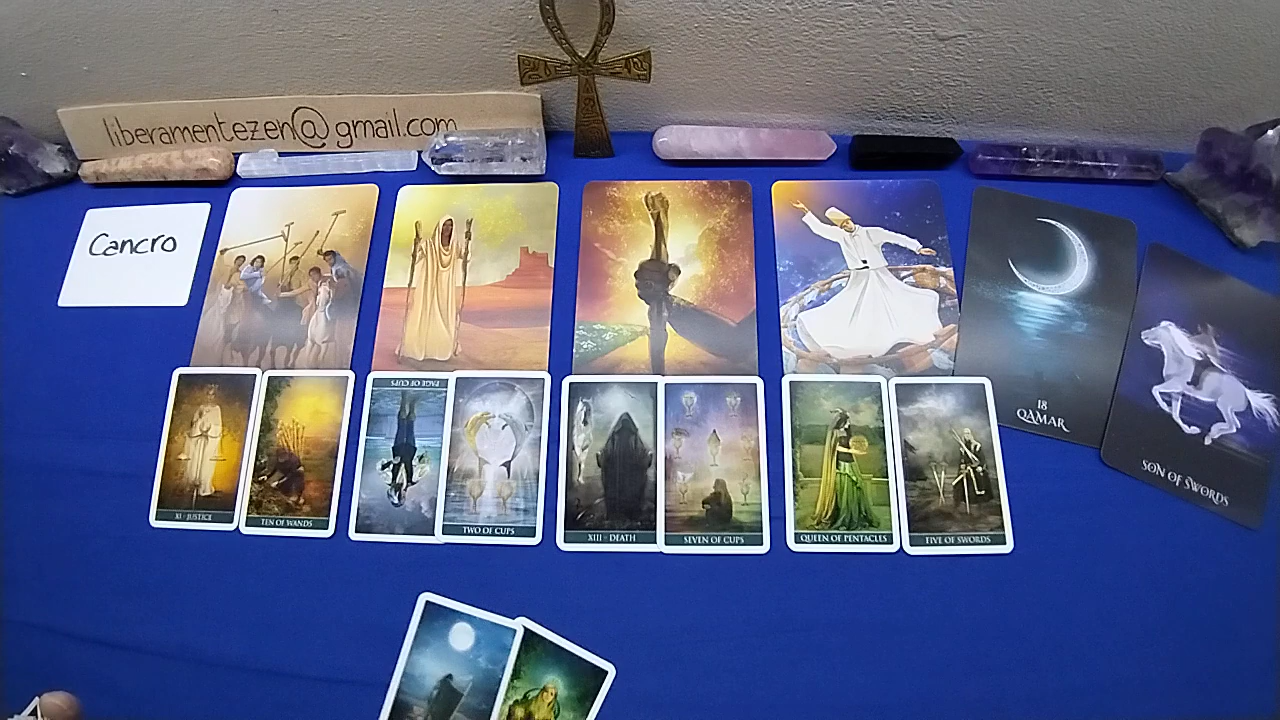 liberamentezen@gmail.com
Cancro
18
QAMAR
SON OF SWORDS
XI · JUSTICE
TEN OF WANDS
PAGE OF CUPS
TWO OF CUPS
XIII · DEATH
SEVEN OF CUPS
QUEEN OF PENTACLES
FIVE OF SWORDS